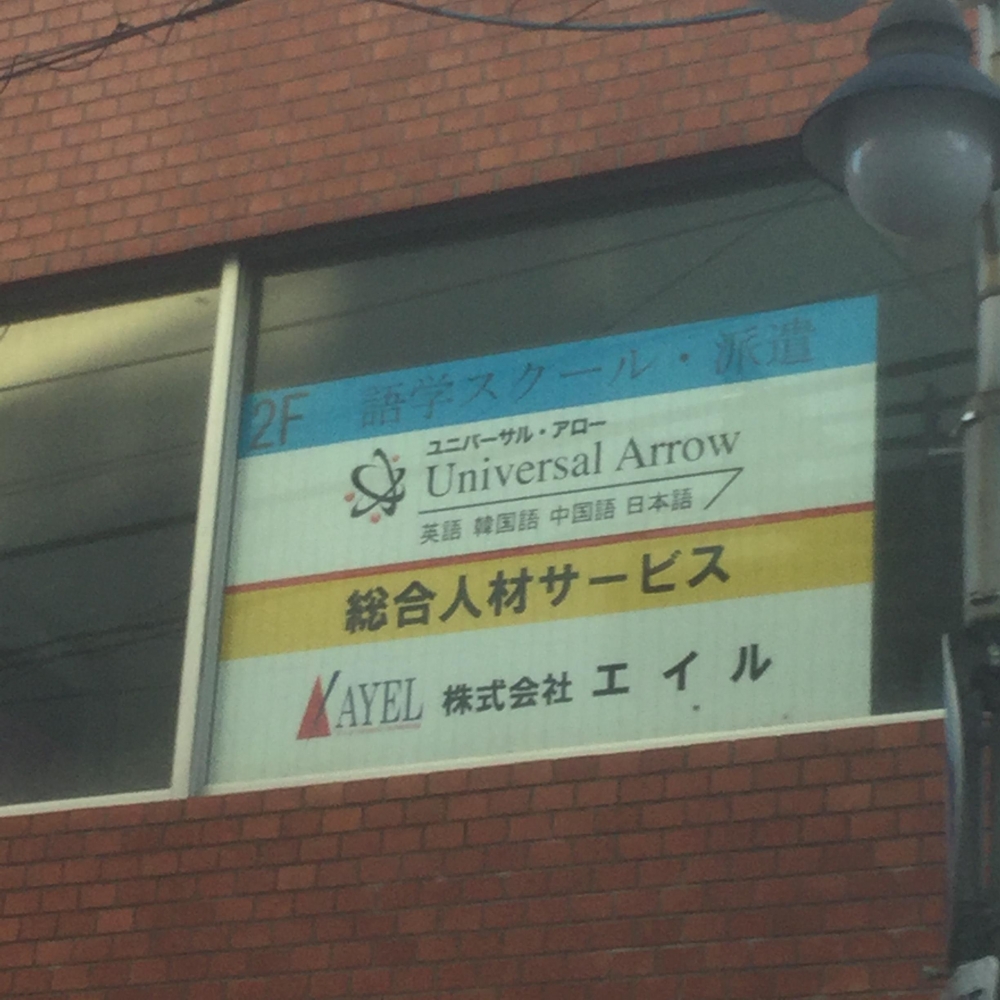 2F 語学スクール・派遣
ユニバーサル・アロー
Universal Arrow
英語 韓国語 中国語 日本語
総合人材サービス
AYEL 株式会社 エイル